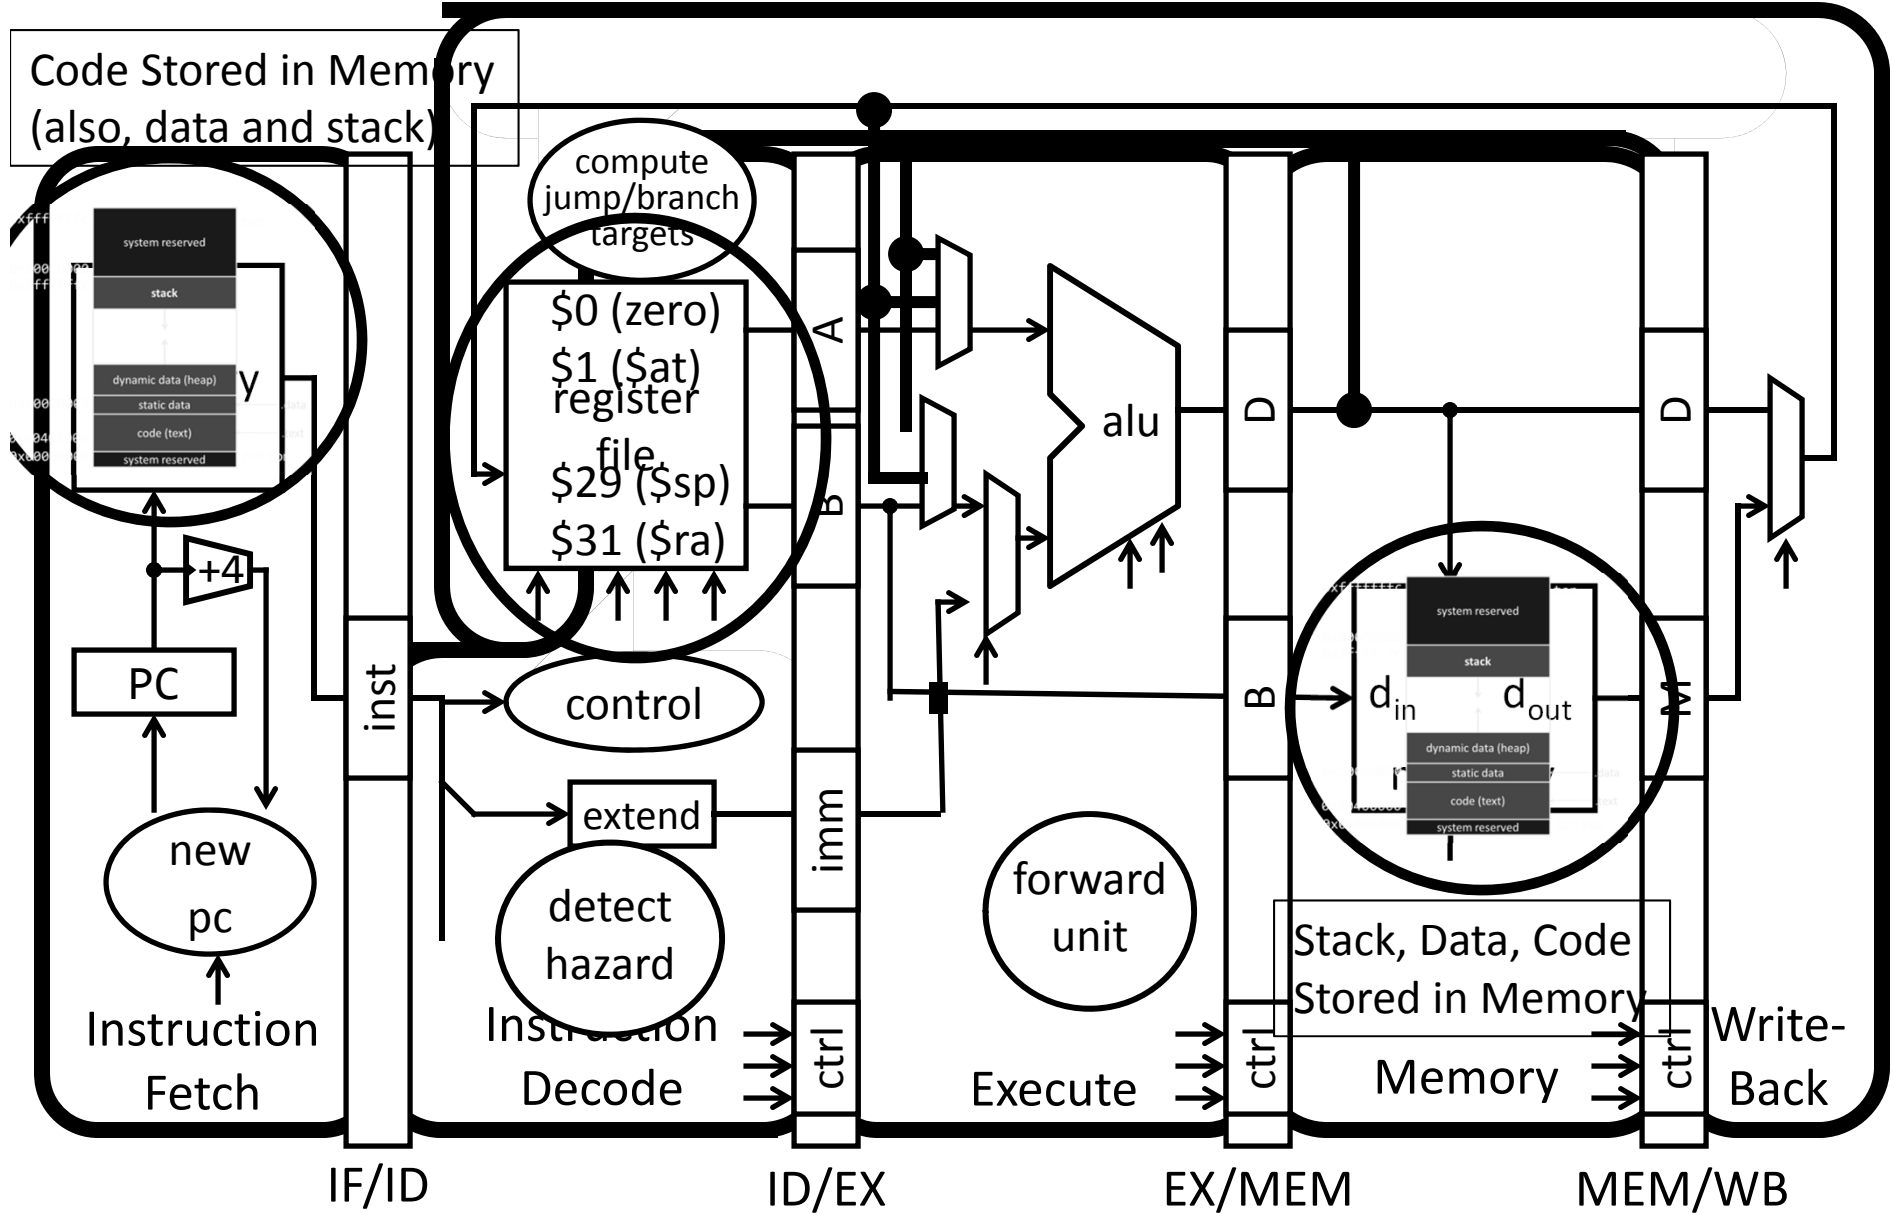 Code Stored in Memory
(also, data and stack)
compute
jump/branch
targets
system reserved
stack
dynamic data (heap)
static data
code (text)
system reserved
y
$0 (zero)
$1 ($at)
register
file
$29 ($sp)
$31 ($ra)
A
B
alu
D
D
+4
PC
inst
control
B
d_in
d_out
M
system reserved
stack
dynamic data (heap)
static data
code (text)
system reserved
extend
imm
new
pc
detect
hazard
forward
unit
Stack, Data, Code
Stored in Memory
Instruction
Fetch
Instruction
Decode
ctrl
Execute
ctrl
Memory
ctrl
Write-
Back
IF/ID
ID/EX
EX/MEM
MEM/WB